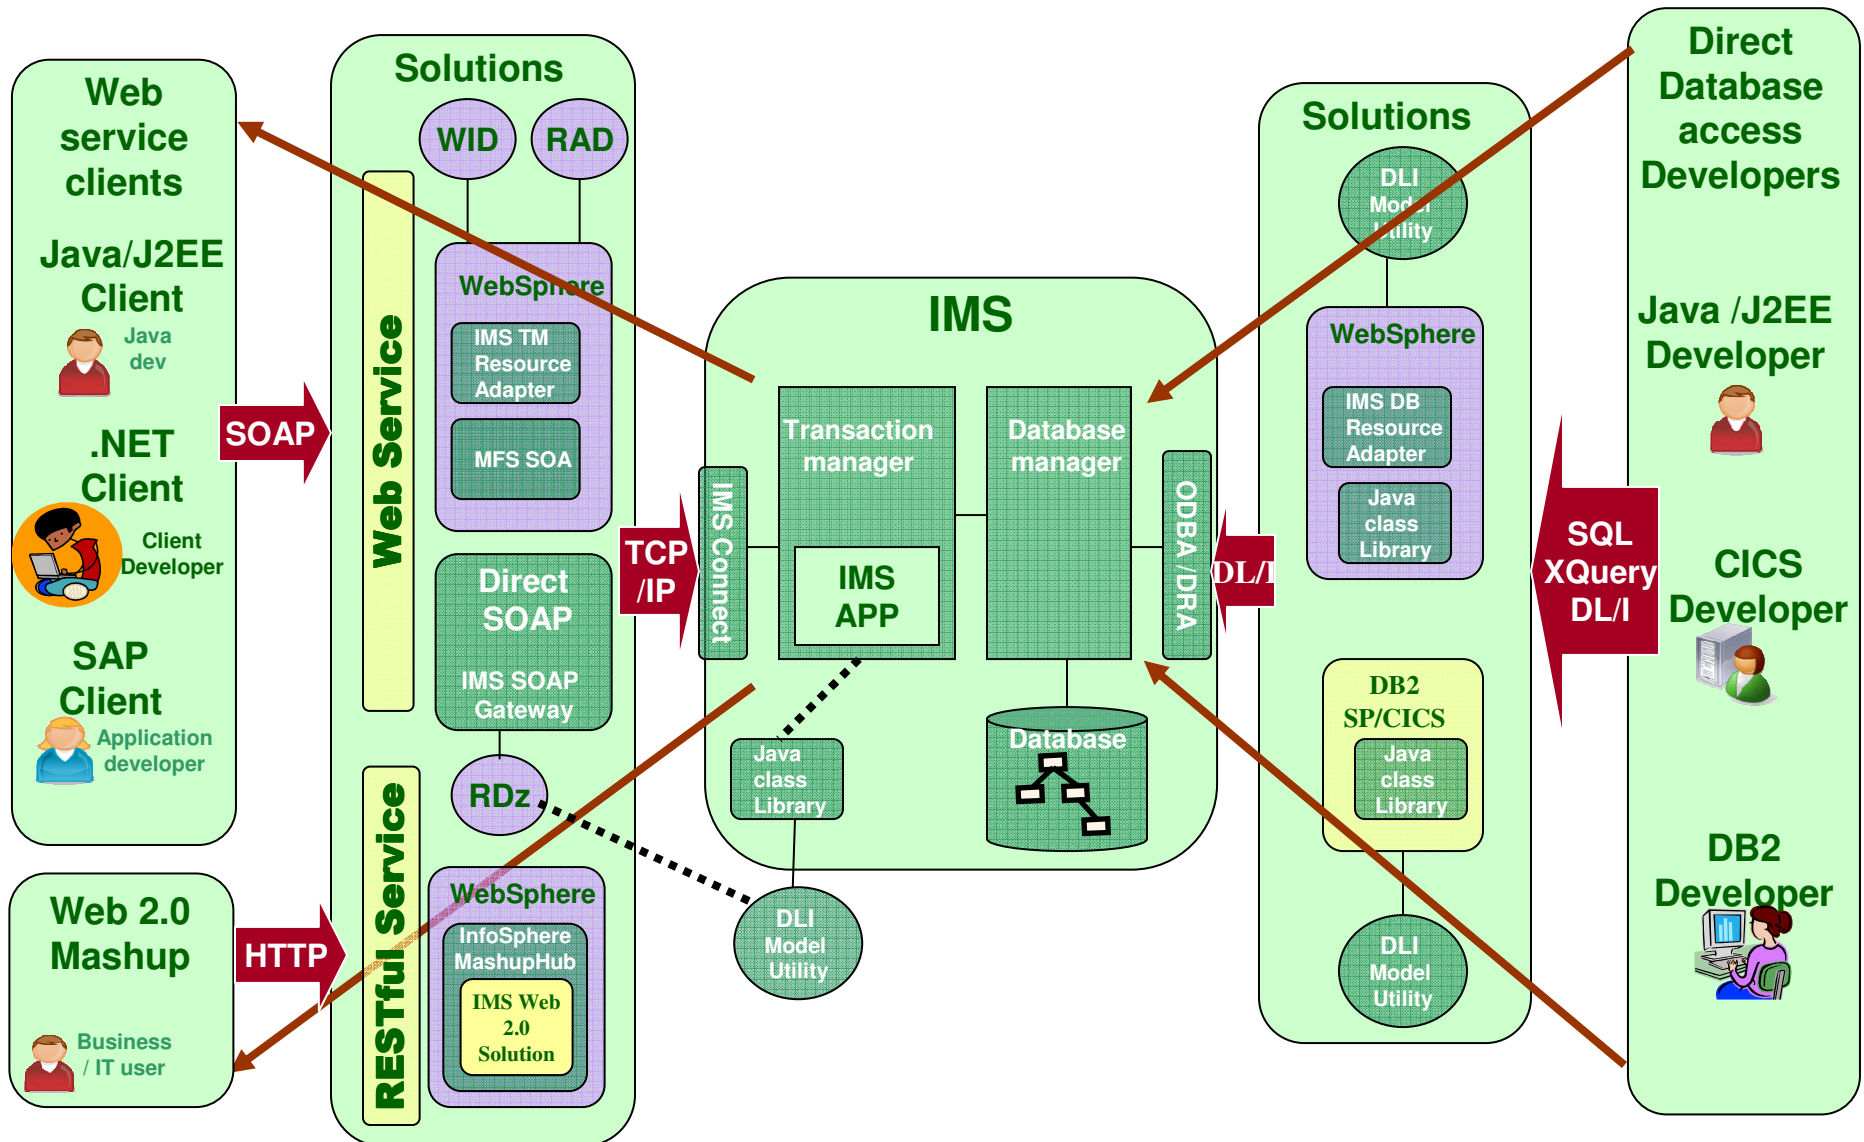 Web
service
clients
Java/J2EE
Client
Java
dev
.NET
Client
Client
Developer
SAP
Client
Application
developer
Web 2.0
Mashup
Business
/ IT user
SOAP
HTTP
Solutions
WID
RAD
Web Service
WebSphere
IMS TM
Resource
Adapter
MFS SOA
Direct
SOAP
IMS SOAP
Gateway
RDz
RESTful Service
WebSphere
InfoSphere
MashupHub
IMS Web
2.0
Solution
TCP
/IP
IMS
IMS Connect
Transaction
manager
IMS
APP
Database
manager
ODBA /DRA
Java
class
Library
Database
DLI
Model
Utility
DL/I
Solutions
DLI
Model
Utility
WebSphere
IMS DB
Resource
Adapter
Java
class
Library
DB2
SP/CICS
Java
class
Library
DLI
Model
Utility
SQL
XQuery
DL/I
Direct
Database
access
Developers
Java /J2EE
Developer
CICS
Developer
DB2
Developer